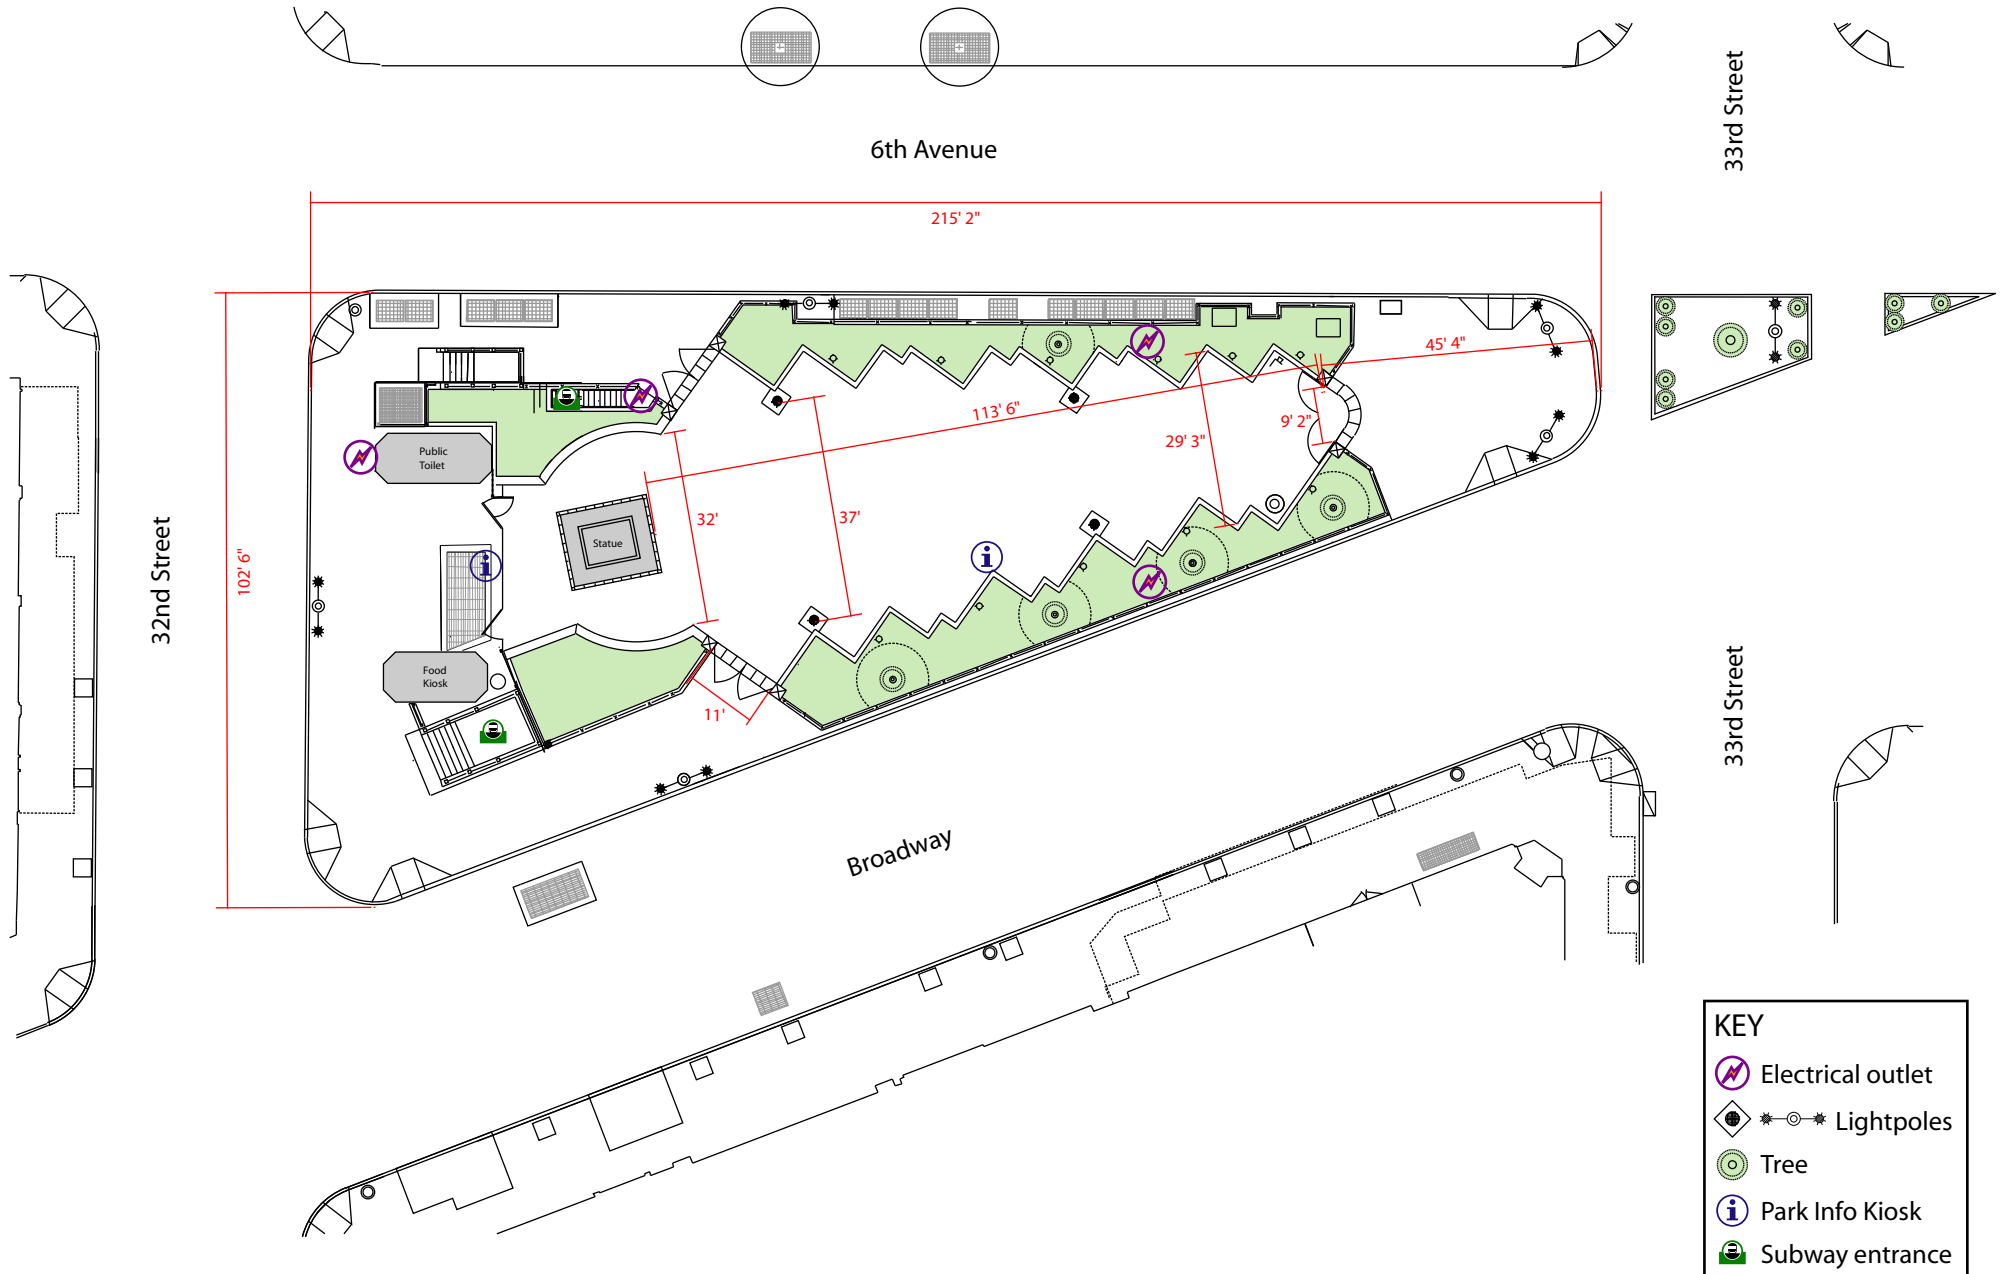 33rd Street
6th Avenue
215' 2"
45' 4"
113' 6"
9' 2"
29' 3"
Public
Toilet
32'
37'
Statue
32nd Street
102' 6"
Food
Kiosk
11'
33rd Street
Broadway
KEY
Electrical outlet
Lightpoles
Tree
i Park Info Kiosk
Subway entrance
i
i